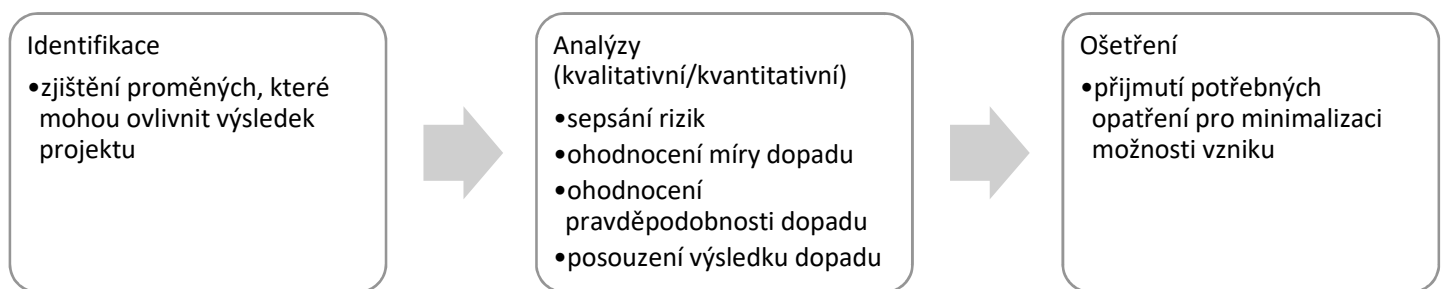 Identifikace
•zjištění proměných, které
mohou ovlivnit výsledek
projektu
Analýzy
(kvalitativní/kvantitativní)
•sepsání rizik
•ohodnocení míry dopadu
•ohodnocení
pravděpodobnosti dopadu
•posouzení výsledku dopadu
Ošetření
•přijmutí potřebných
opatření pro minimalizaci
možnosti vzniku